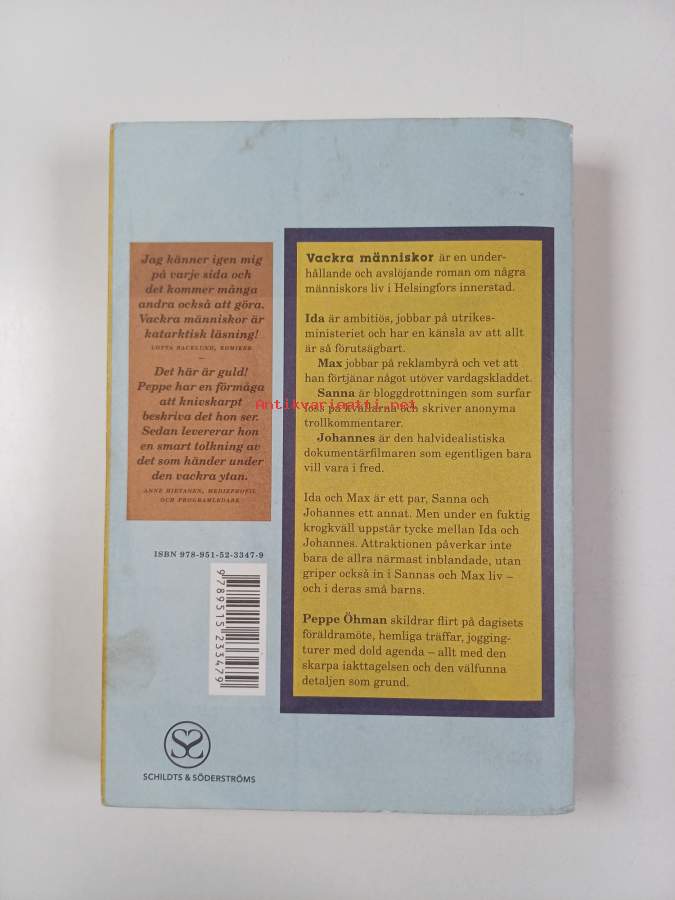 Jag känner igen mig
på varje sida och
det kommer många
andra också att göra.
Vackra människor är
katarktisk läsning!
LOTTA BACKLUND, KOMIKER
—
Det här är guld!
Peppe har en förmåga
att knivskarpt
beskriva det hon ser.
Sedan levererar hon
en smart tolkning av
det som händer under
den vackra ytan.
ANNE HIETANEN, MEDIEPROFIL
OCH PROGRAMLEDARE
ISBN 978-951-52-3347-9
9789515233479
SCHILDTS & SÖDERSTRÖMS
Vackra människor är en under-
hållande och avslöjande roman om några
människors liv i Helsingfors innerstad.
Ida är ambitiös, jobbar på utrikes-
ministeriet och har en känsla av att allt
är så förutsägbart.
Max jobbar på reklambyrå och vet att
han förtjänar något utöver vardagskladdet.
Sanna är bloggdrottningen som surfar
loss på kvällarna och skriver anonyma
trollkommentarer.
Johannes är den halvidealistiska
dokumentärfilmaren som egentligen bara
vill vara i fred.
Ida och Max är ett par, Sanna och
Johannes ett annat. Men under en fuktig
krogkväll uppstår tycke mellan Ida och
Johannes. Attraktionen påverkar inte
bara de allra närmast inblandade, utan
griper också in i Sannas och Max liv –
och i deras små barns.
Peppe Öhman skildrar flirt på dagisets
föräldramöte, hemliga träffar, jogging-
turer med dold agenda – allt med den
skarpa iakttagelsen och den välfunna
detaljen som grund.
Antikvariaatti.net